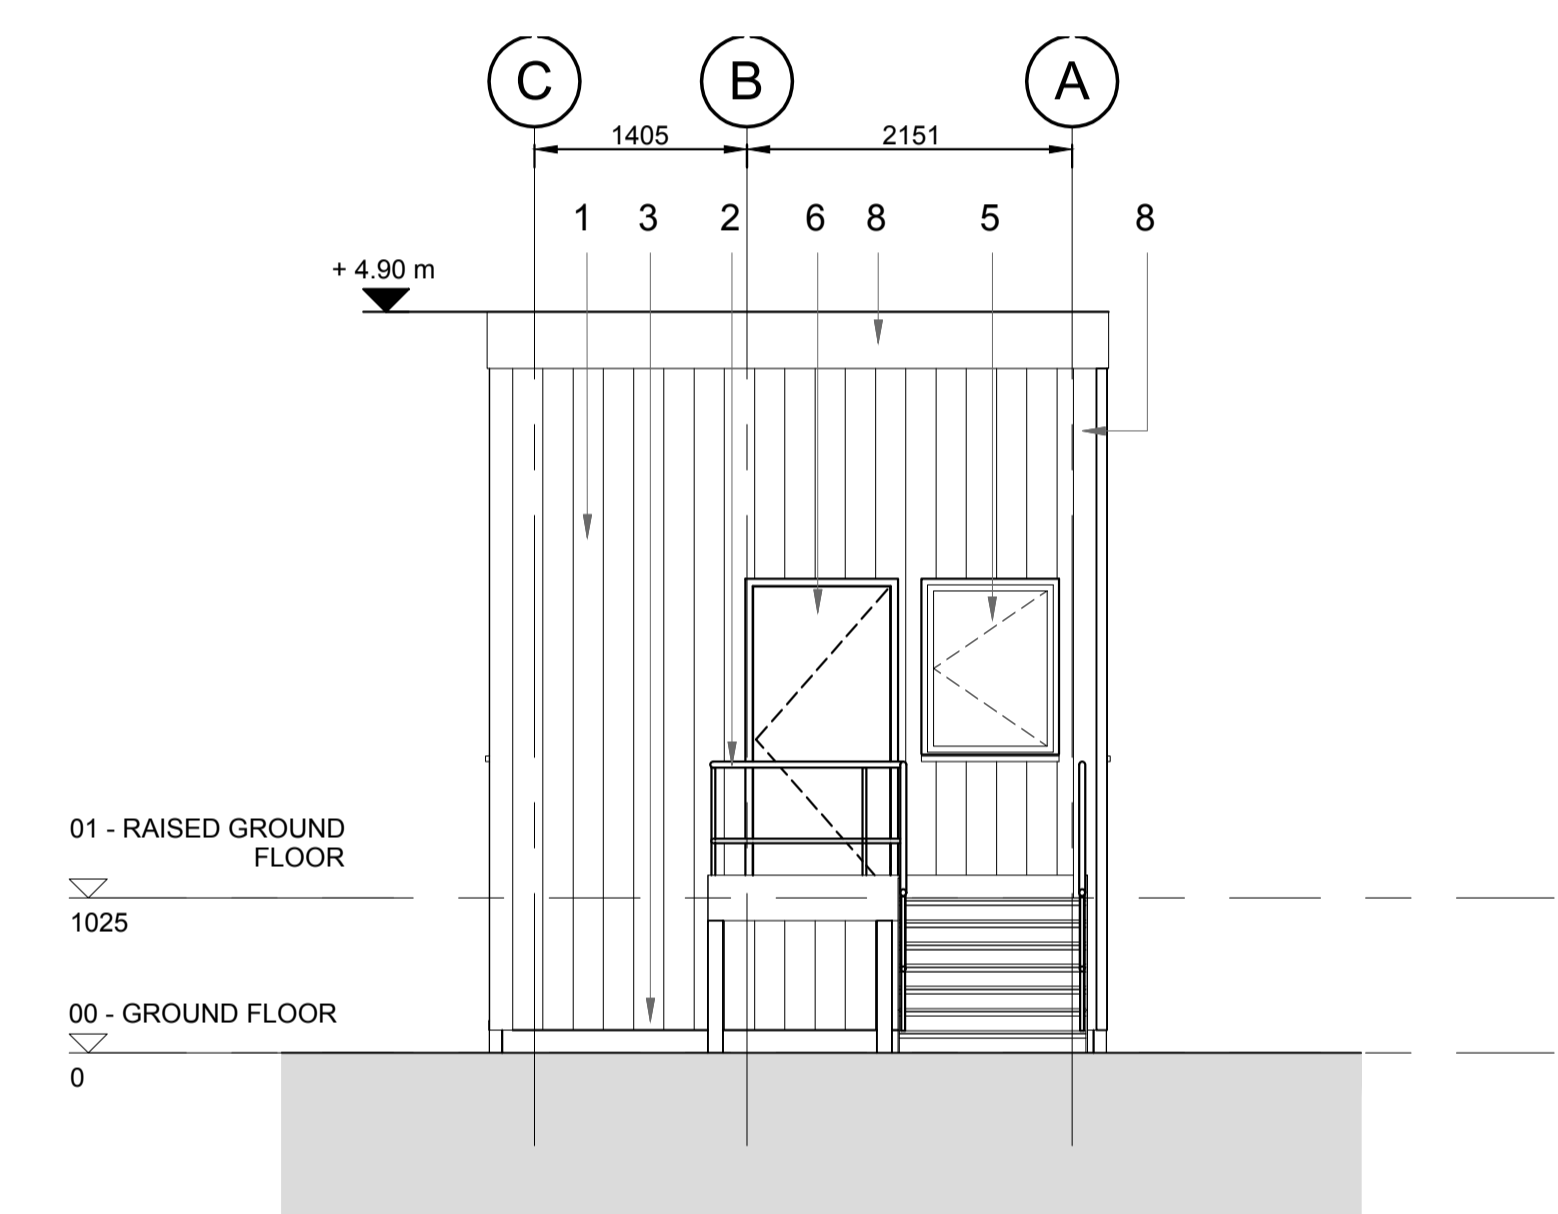 C B A
1405 2151
1 3 2 6 8 5 8
+ 4.90 m
01 - RAISED GROUND
FLOOR
1025
00 - GROUND FLOOR
0